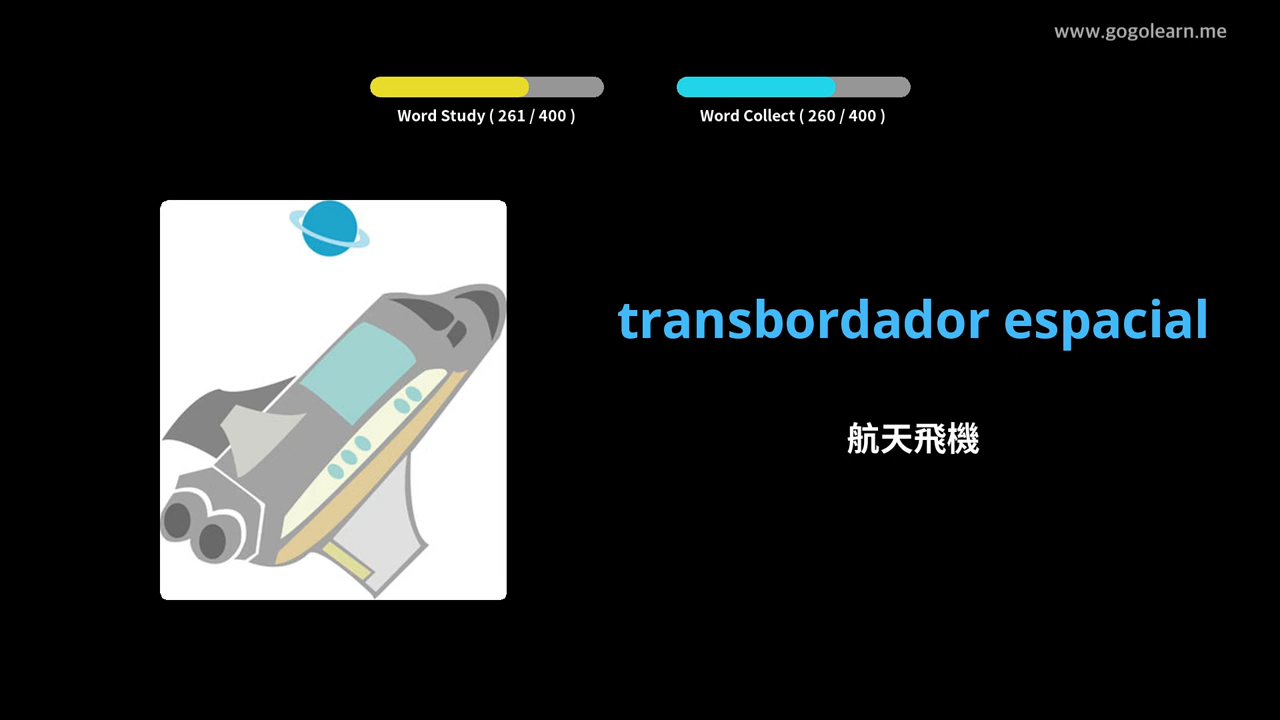 www.gogolearn.me
Word Study ( 261 / 400 )
Word Collect ( 260 / 400 )
transbordador espacial
航天飛機